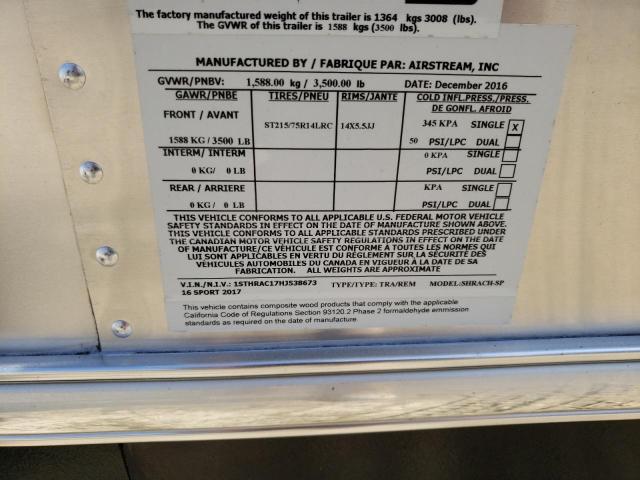 The factory manufactured weight of this trailer is 1364 kgs 3008 (lbs).
The GVWR of this trailer is 1588 kgs (3500 lbs).
MANUFACTURED BY / FABRIQUE PAR: AIRSTREAM, INC
GVWR/PNBV: 1,588.00 kg / 3,500.00 lb DATE: December 2016
GAWR/PNBE TIRES/PNEU RIMS/JANTE COLD INFL.PRESS./PRESS. DE GONFL. AFROID
FRONT / AVANT ST215/75R14LRC 14X5.5JJ 345 KPA SINGLE X
1588 KG / 3500 LB 50 PSI/LPC DUAL
INTERM/ INTERM 0 KPA SINGLE
0 KG/ 0 LB PSI/LPC DUAL
REAR / ARRIERE KPA SINGLE
0 KG / 0 LB PSI/LPC DUAL
THIS VEHICLE CONFORMS TO ALL APPLICABLE U.S. FEDERAL MOTOR VEHICLE
SAFETY STANDARDS IN EFFECT ON THE DATE OF MANUFACTURE SHOWN ABOVE.
THIS VEHICLE CONFORMS TO ALL APPLICABLE STANDARDS PRESCRIBED UNDER
THE CANADIAN MOTOR VEHICLE SAFETY REGULATIONS IN EFFECT ON THE DATE
OF MANUFACTURE/CE VÉHICULE EST CONFORME À TOUTES LES NORMES QUI
LUI SONT APPLICABLES EN VERTU DU RÈGLEMENT SUR LA SÉCURITÉ DES
VÉHICULES AUTOMOBILES DU CANADA EN VIGUEUR À LA DATE DE SA
FABRICATION. ALL WEIGHTS ARE APPROXIMATE
V.I.N./N.I.V.: 1STHRAC17HJ538673 TYPE/TYPE: TRA/REM MODEL:SHRACH-SP
16 SPORT 2017
This vehicle contains composite wood products that comply with the applicable
California Code of Regulations Section 93120.2 Phase 2 formaldehyde emmission
standards as required on the date of manufacture.